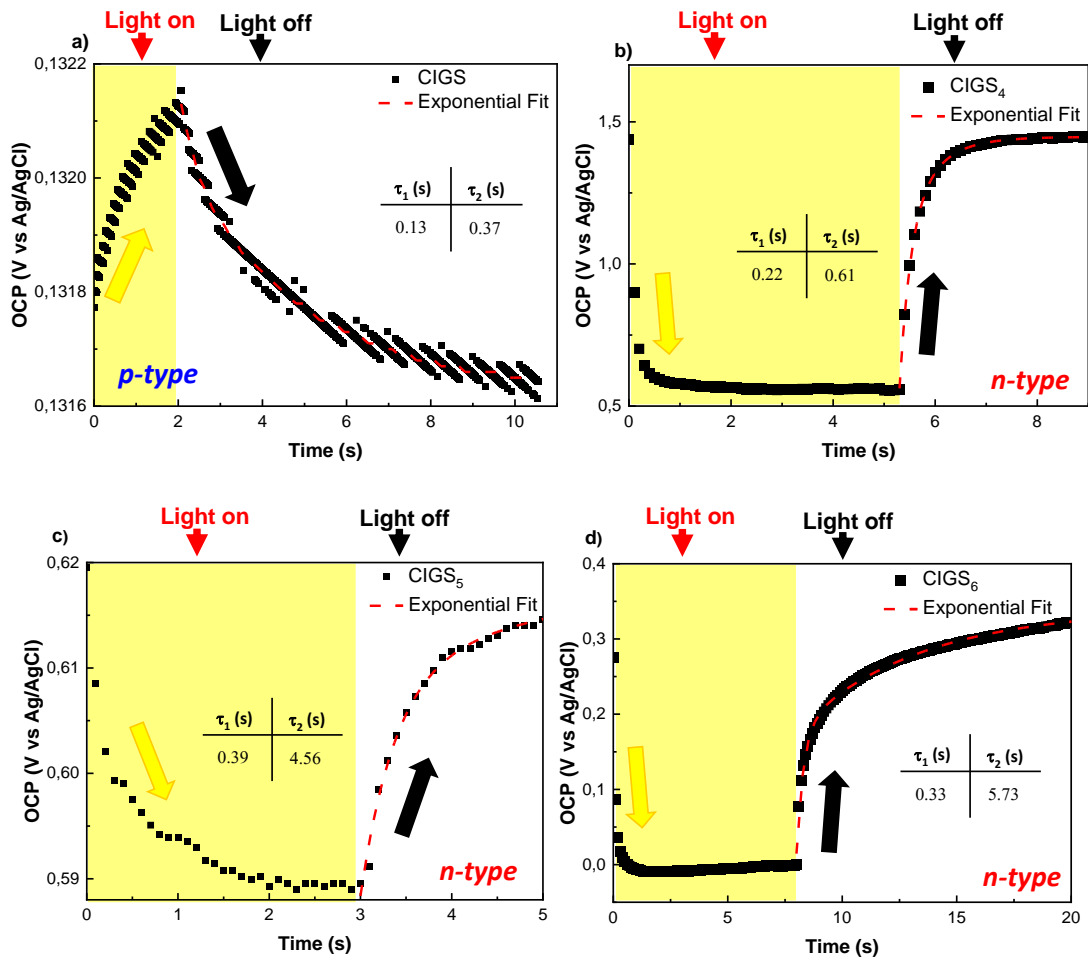 Light on
Light off
a)
0,1322
0,1320
0,1318
0,1316
OCP (V vs Ag/AgCl)
CIGS
Exponential Fit
τ1 (s) τ2 (s)
0.13 0.37
p-type
0 2 4 6 8 10
Time (s)
Light on
Light off
b)
1,5
1,0
0,5
OCP (V vs Ag/AgCl)
CIGS4
Exponential Fit
τ1 (s) τ2 (s)
0.22 0.61
n-type
0 2 4 6 8
Time (s)
Light on
Light off
c)
0,62
0,61
0,60
0,59
OCP (V vs Ag/AgCl)
CIGS5
Exponential Fit
τ1 (s) τ2 (s)
0.39 4.56
n-type
0 1 2 3 4 5
Time (s)
Light on
Light off
d)
0,4
0,3
0,2
0,1
0,0
OCP (V vs Ag/AgCl)
CIGS6
Exponential Fit
τ1 (s) τ2 (s)
0.33 5.73
n-type
0 5 10 15 20
Time (s)